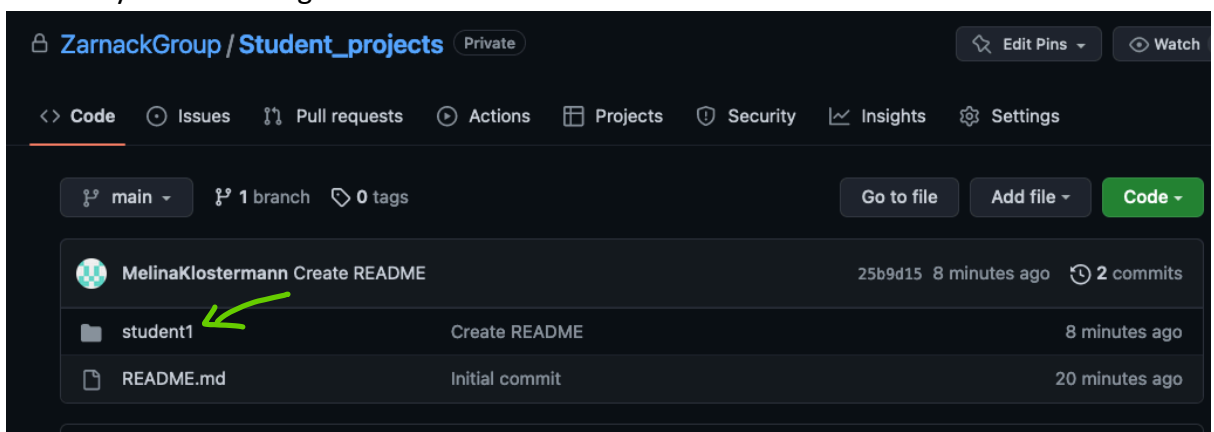 ZarnackGroup / Student_projects Private Edit Pins Watch
Code Issues Pull requests Actions Projects Security Insights Settings
main 1 branch 0 tags Go to file Add file Code
MelinaKlostermann Create README 25b9d15 8 minutes ago 2 commits
student1 Create README 8 minutes ago
README.md Initial commit 20 minutes ago